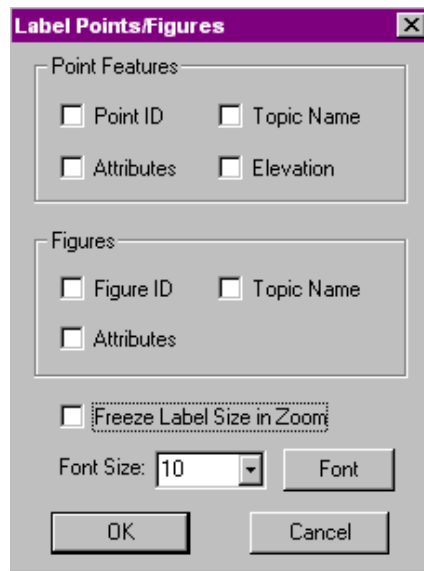 Label Points/Figures
Point Features
Point ID Topic Name
Attributes Elevation
Figures
Figure ID Topic Name
Attributes
Freeze Label Size in Zoom
Font Size: 10 Font
OK Cancel